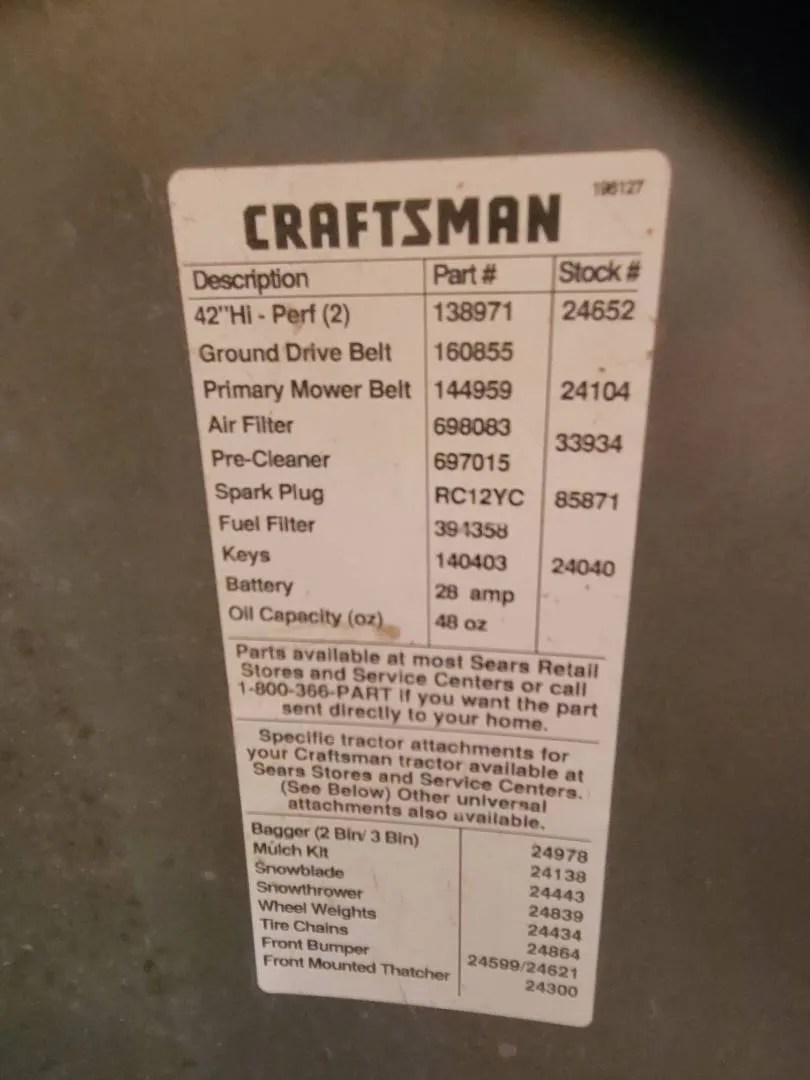 196127
CRAFTSMAN
Description Part # Stock #
42"Hi - Perf (2) 138971 24652
Ground Drive Belt 160855
Primary Mower Belt 144959 24104
Air Filter 698083 33934
Pre-Cleaner 697015
Spark Plug RC12YC 85871
Fuel Filter 394358
Keys 140403 24040
Battery 28 amp
Oil Capacity (oz) 48 oz
Parts available at most Sears Retail
Stores and Service Centers or call
1-800-366-PART if you want the part
sent directly to your home.
Specific tractor attachments for
your Craftsman tractor available at
Sears Stores and Service Centers.
(See Below) Other universal
attachments also available.
Bagger (2 Bin/ 3 Bin) 24978
Mulch Kit 24138
Snowblade 24443
Snowthrower 24839
Wheel Weights 24434
Tire Chains 24864
Front Bumper 24599/24621
Front Mounted Thatcher 24300